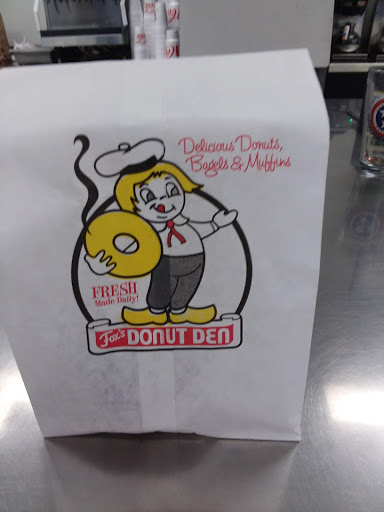 Delicious Donuts,
Bagels & Muffins
FRESH
Made Daily!
Fox's DONUT DEN